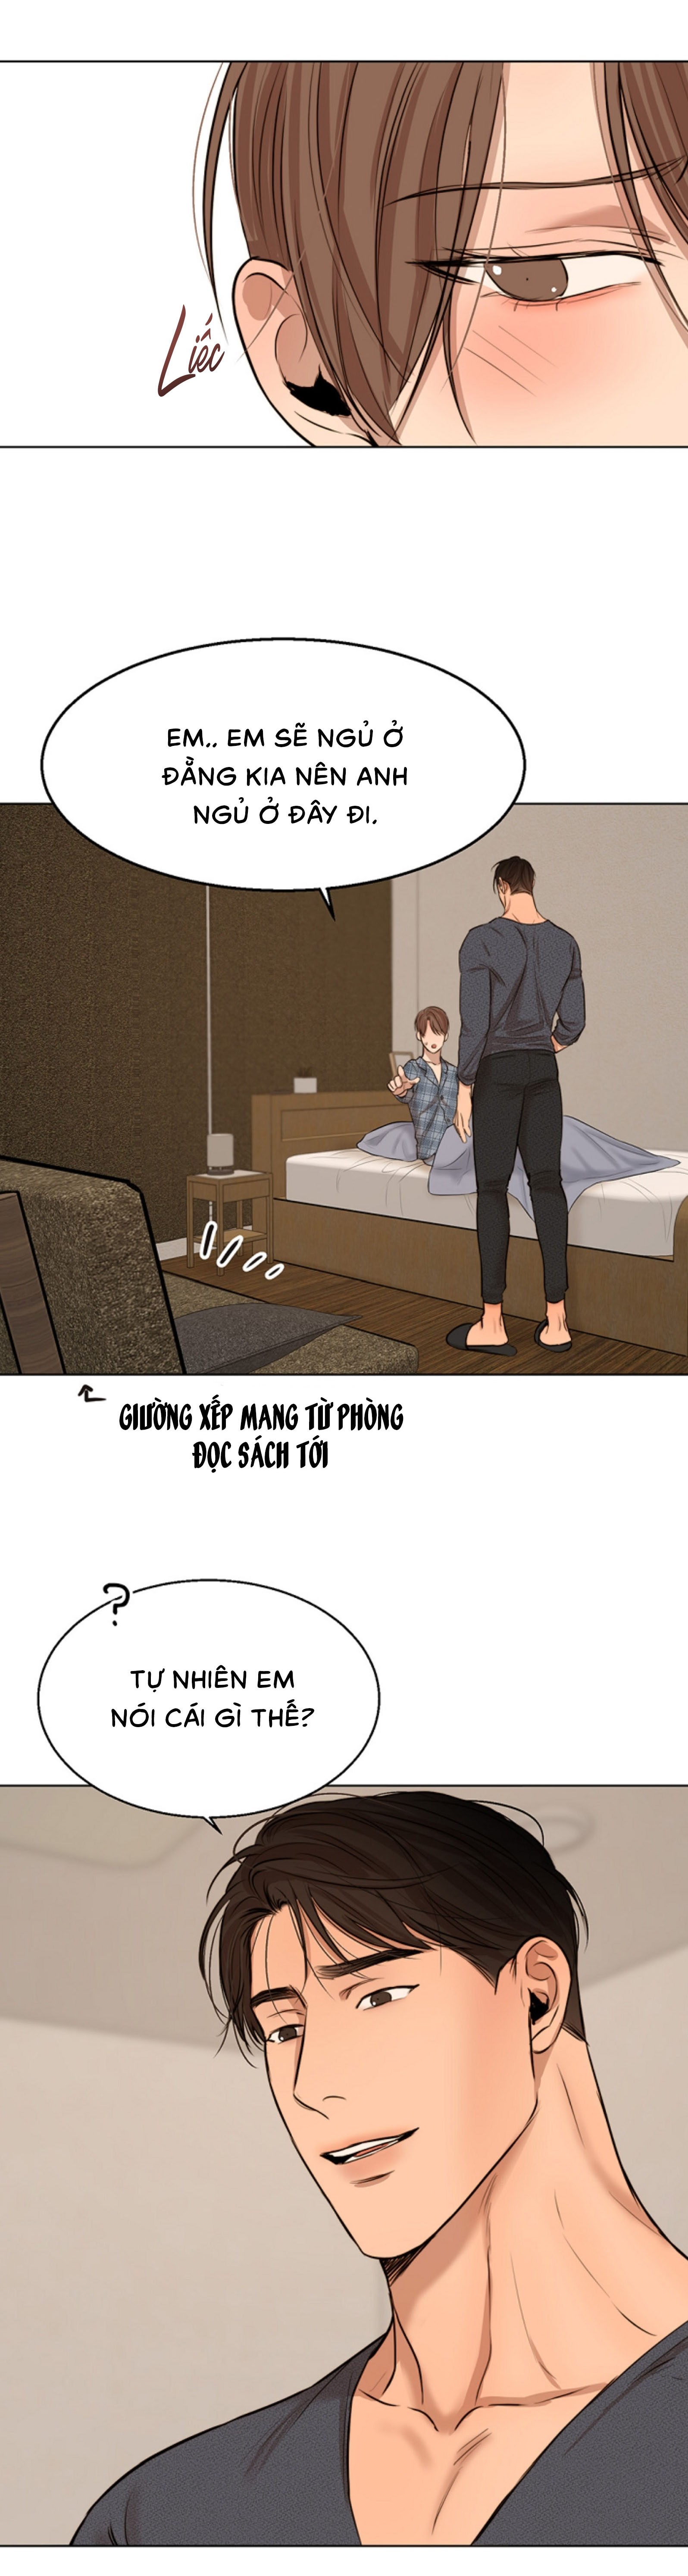 Liếc
EM.. EM SẼ NGỦ Ở
ĐẰNG KIA NÊN ANH
NGỦ Ở ĐÂY ĐI.
GIƯỜNG XẾP MANG TỪ PHÒNG
ĐỌC SÁCH TỚI
?
TỰ NHIÊN EM
NÓI CÁI GÌ THẾ?